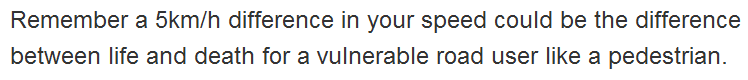 Remember a 5km/h difference in your speed could be the difference
between life and death for a vulnerable road user like a pedestrian.